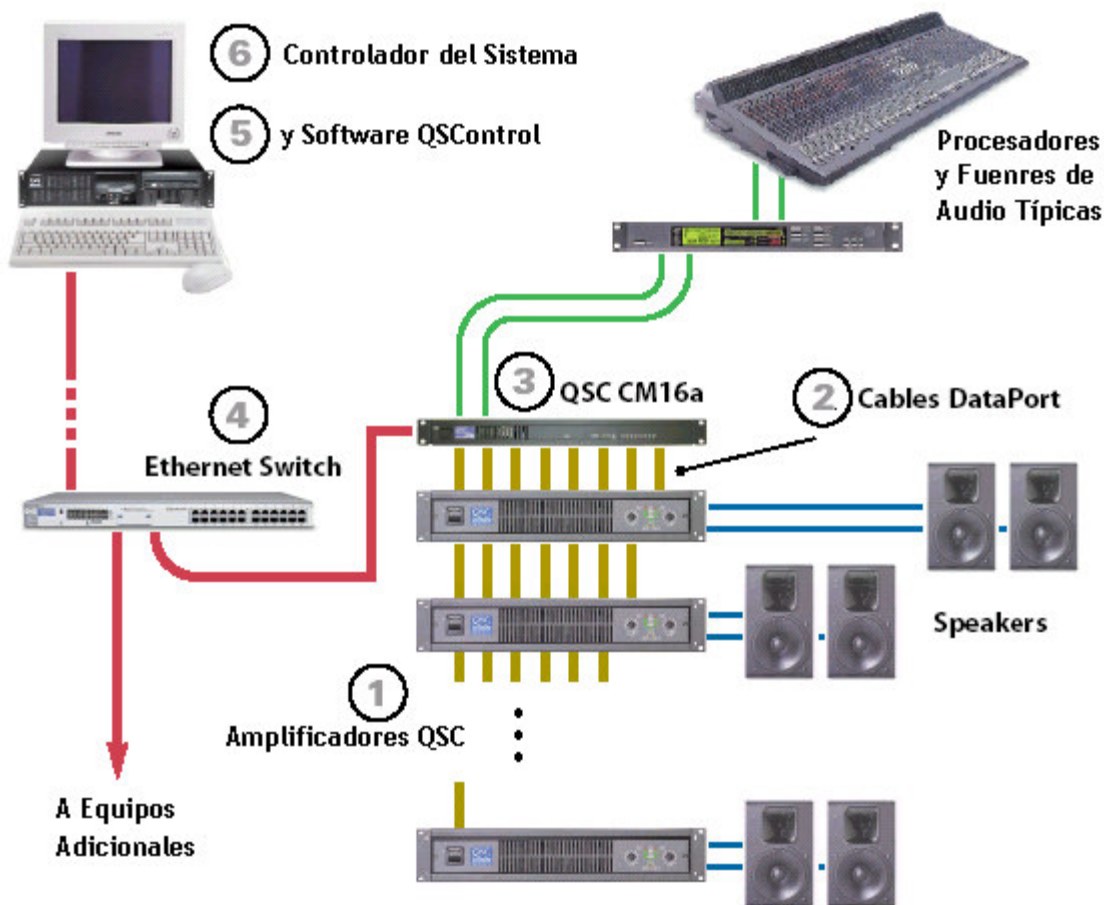 6 Controlador del Sistema
5 y Software QSControl
Procesadores
y Fuenres de
Audio Típicas
3 QSC CM16a
2 Cables DataPort
4
Ethernet Switch
Speakers
1
Amplificadores QSC
A Equipos
Adicionales